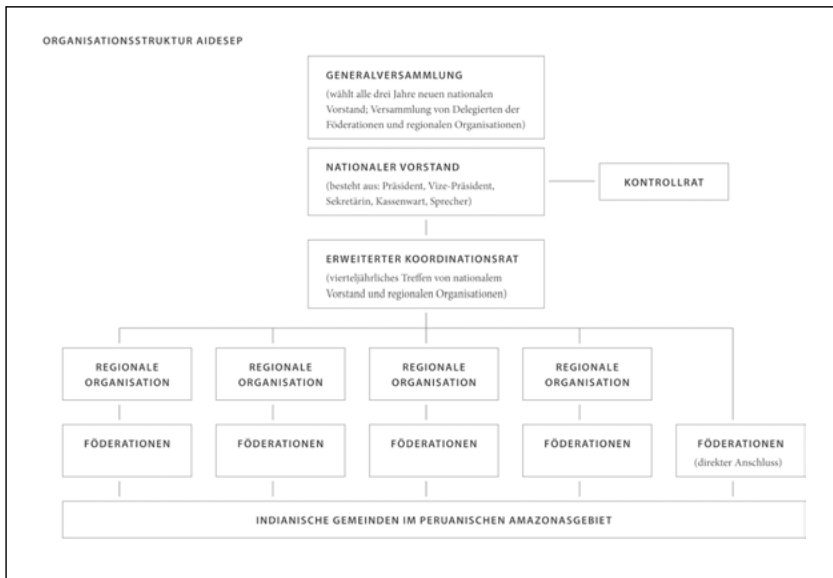 ORGANISATIONSSTRUKTUR AIDESEP
GENERALVERSAMMLUNG
(wählt alle drei Jahre neuen nationalen
Vorstand; Versammlung von Delegierten der
Föderationen und regionalen Organisationen)
NATIONALER VORSTAND
(besteht aus: Präsident, Vize-Präsident,
Sekretärin, Kassenwart, Sprecher)
KONTROLLRAT
ERWEITERTER KOORDINATIONSRAT
(vierteljährliches Treffen von nationalem
Vorstand und regionalen Organisationen)
REGIONALE
ORGANISATION
REGIONALE
ORGANISATION
REGIONALE
ORGANISATION
REGIONALE
ORGANISATION
FÖDERATIONEN
FÖDERATIONEN
FÖDERATIONEN
FÖDERATIONEN
FÖDERATIONEN
(direkter Anschluss)
INDIANISCHE GEMEINDEN IM PERUANISCHEN AMAZONASGEBIET